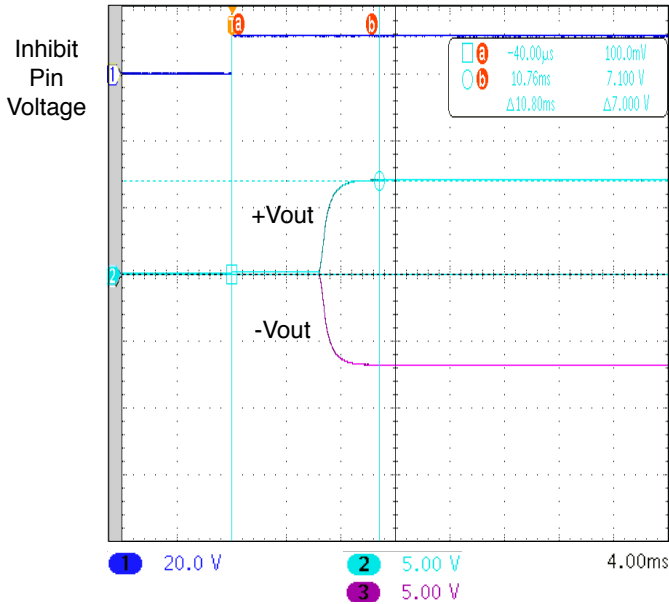 Inhibit
Pin
Voltage
T a b
1
a -40.00µs 100.0mV
b 10.76ms 7.100 V
Δ10.80ms Δ7.000 V
+Vout
2
-Vout
1 20.0 V 2 5.00 V 4.00ms
3 5.00 V